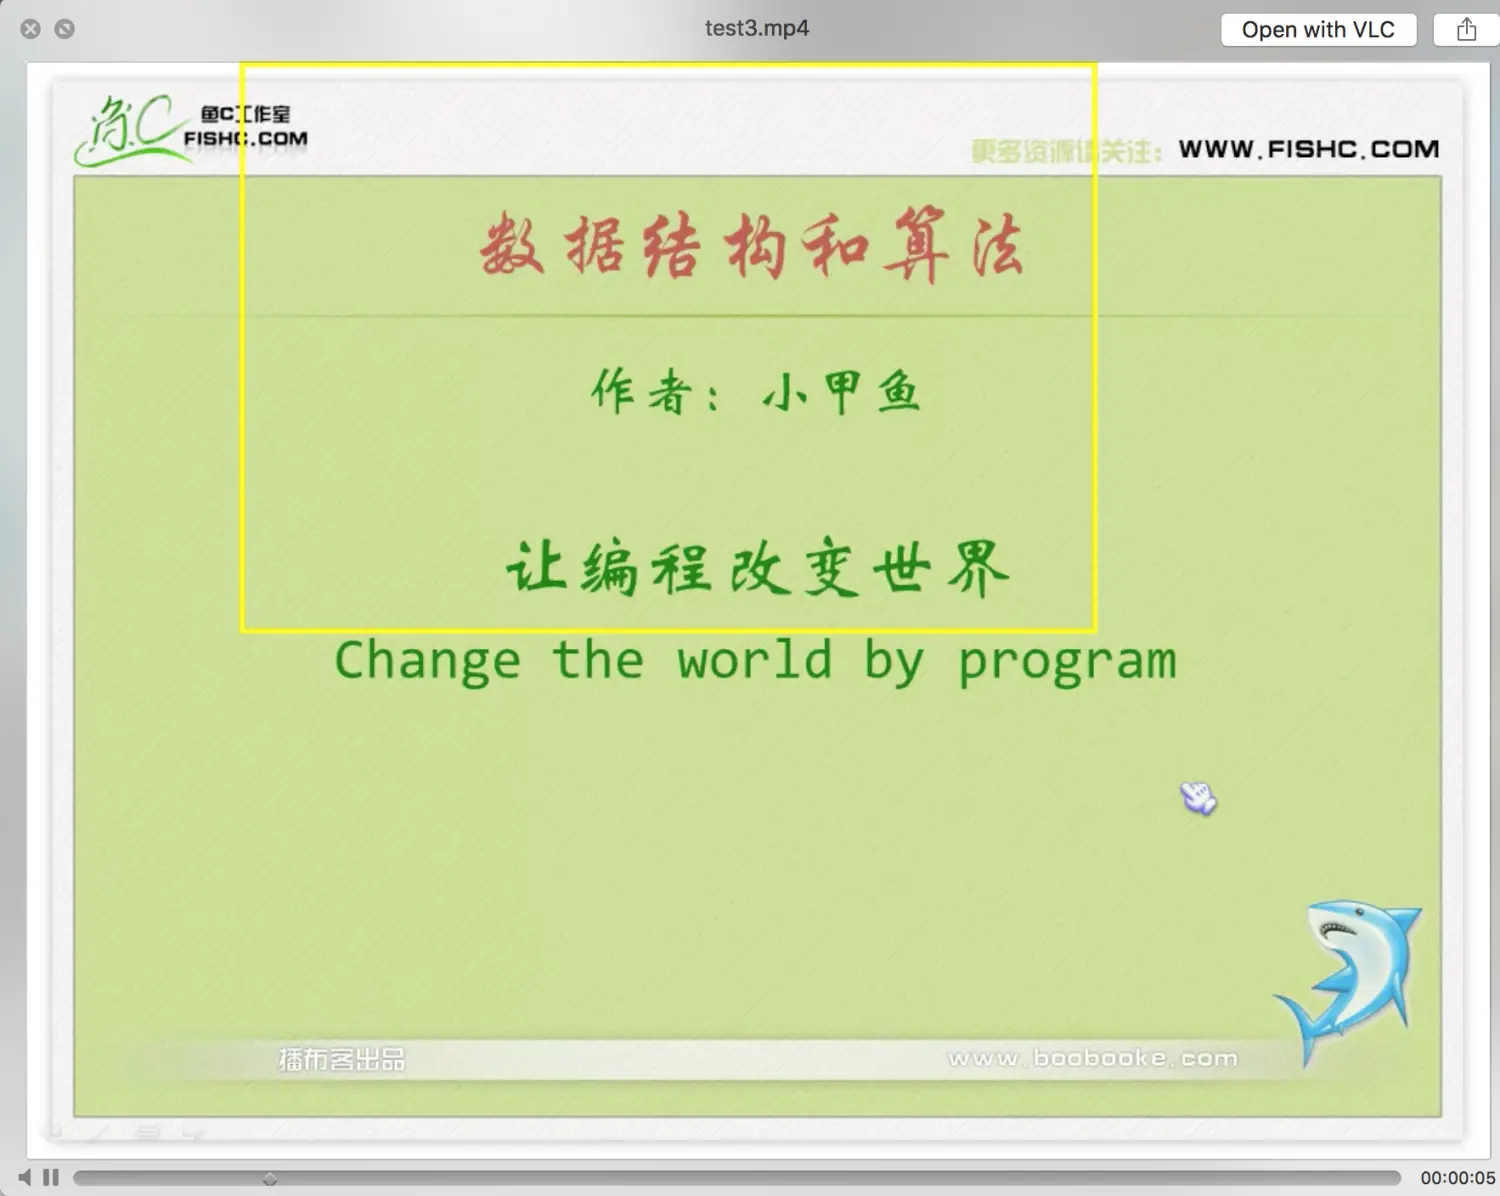 test3.mp4
Open with VLC
鱼C工作室
FISHC.COM
更多资源请关注：
WWW.FISHC.COM
数据结构和算法
作者：小甲鱼
让编程改变世界
Change the world by program
播布客出品
www.boobooke.com
00:00:05